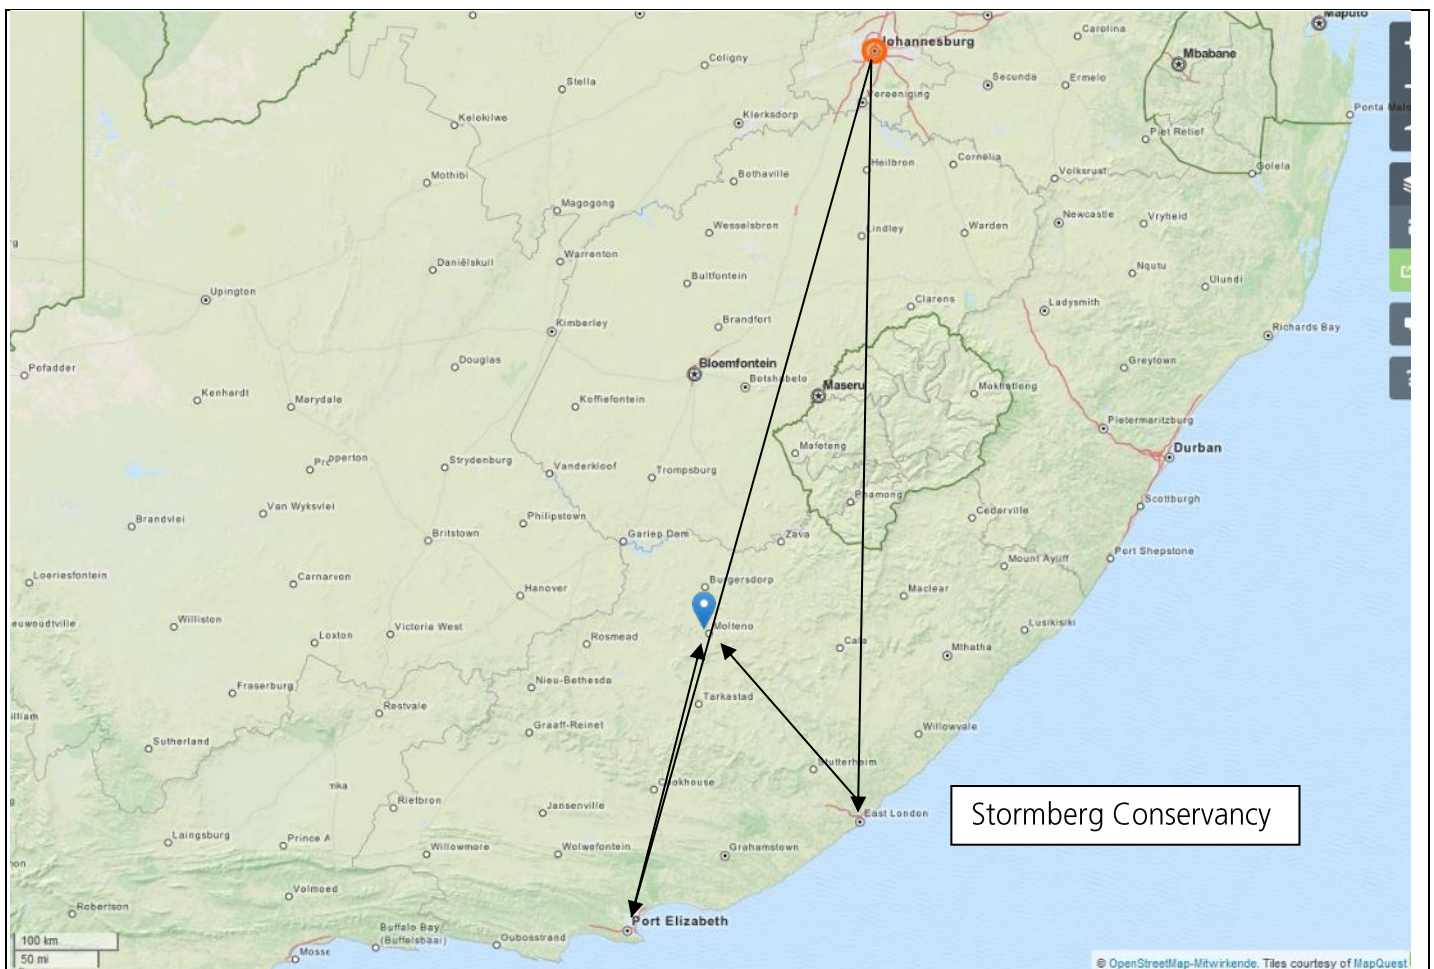 Maputo
Johannesburg
Carolina
Mbabane
Coligny
Stella
Secunda
Ermelo
Vereeniging
Ponta
Klerksdorp
Piet Retief
Heilbron
Cornelia
Golela
Mothibi
Bothaville
Volksrust
Magogong
Newcastle
Vryheid
Wesselsbron
Lindley
Warden
Warrenton
Daniëlskuil
Nqutu
Bultfontein
Ulundi
Upington
Clarens
Ladysmith
Kimberley
Brandfort
Richards Bay
Bloemfontein
Pofadder
Douglas
Greytown
Botshabelo
Maseru
Mokhotlong
Kenhardt
Marydale
Koffiefontein
Pietermaritzburg
Mafeteng
Durban
Strydenburg
Vanderkloof
Trompsburg
Phamong
Scottburgh
Van Wyksvlei
Cedarville
Philipstown
Brandvlei
Britstown
Gariep Dam
Port Shepstone
Mount Ayliff
Loeriesfontein
Carnarvon
Burgersdorp
Hanover
Maclear
Williston
Molteno
Lusikisiki
Victoria West
Loxton
Rosmead
Mthatha
Nieu-Bethesda
Fraserburg
Tarkastad
Graaff-Reinet
Willowvale
Sutherland
Stutterheim
Cookhouse
Rietbron
Jansenville
East London
Stormberg Conservancy
Laingsburg
Prince A
Willowmore
Wolwefontein
Grahamstown
Volmoed
Robertson
Port Elizabeth
Buffalo Bay
(Buffelsbaai)
Oubosstrand
100 km
50 mi
© OpenStreetMap-Mitwirkende. Tiles courtesy of MapQuest